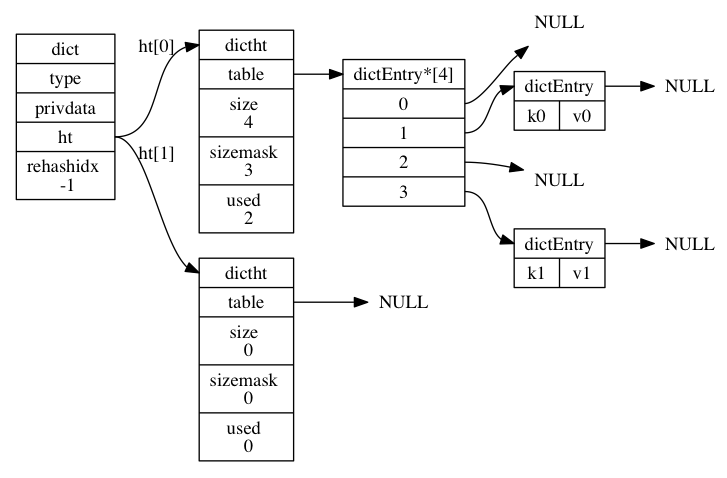 dict
type
privdata
ht
rehashidx
-1
ht[0]
ht[1]
dictht
table
size
4
sizemask
3
used
2
dictht
table
size
0
sizemask
0
used
0
NULL
dictEntry*[4]
0
1
2
3
NULL
dictEntry
k0 v0
NULL
NULL
dictEntry
k1 v1
NULL